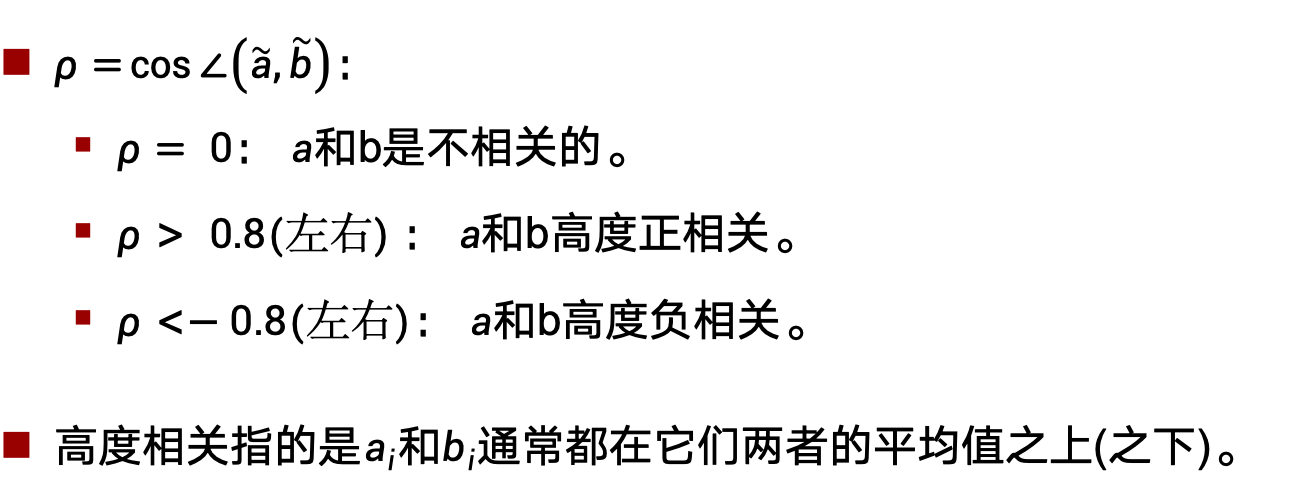 ρ = cos ∠(ã, b̃)：
ρ = 0： a和b是不相关的。
ρ > 0.8(左右)： a和b高度正相关。
ρ <− 0.8(左右)： a和b高度负相关。
高度相关指的是aᵢ和bᵢ通常都在它们两者的平均值之上(之下)。